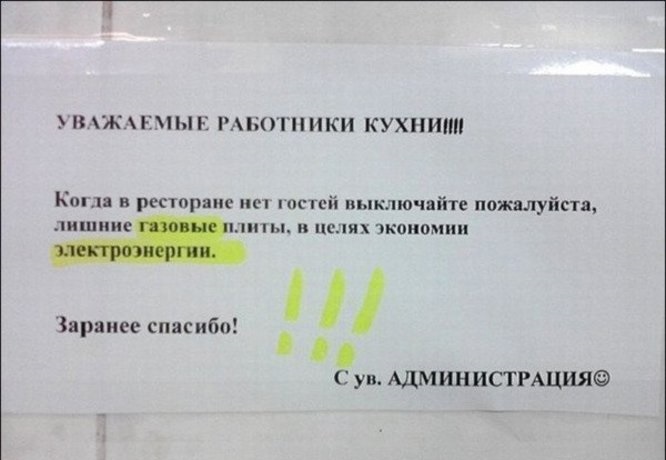 УВАЖАЕМЫЕ РАБОТНИКИ КУХНИ!!!!
Когда в ресторане нет гостей выключайте пожалуйста,
лишние газовые плиты, в целях экономии
электроэнергии.
!!!
Заранее спасибо!
С ув. АДМИНИСТРАЦИЯ☺